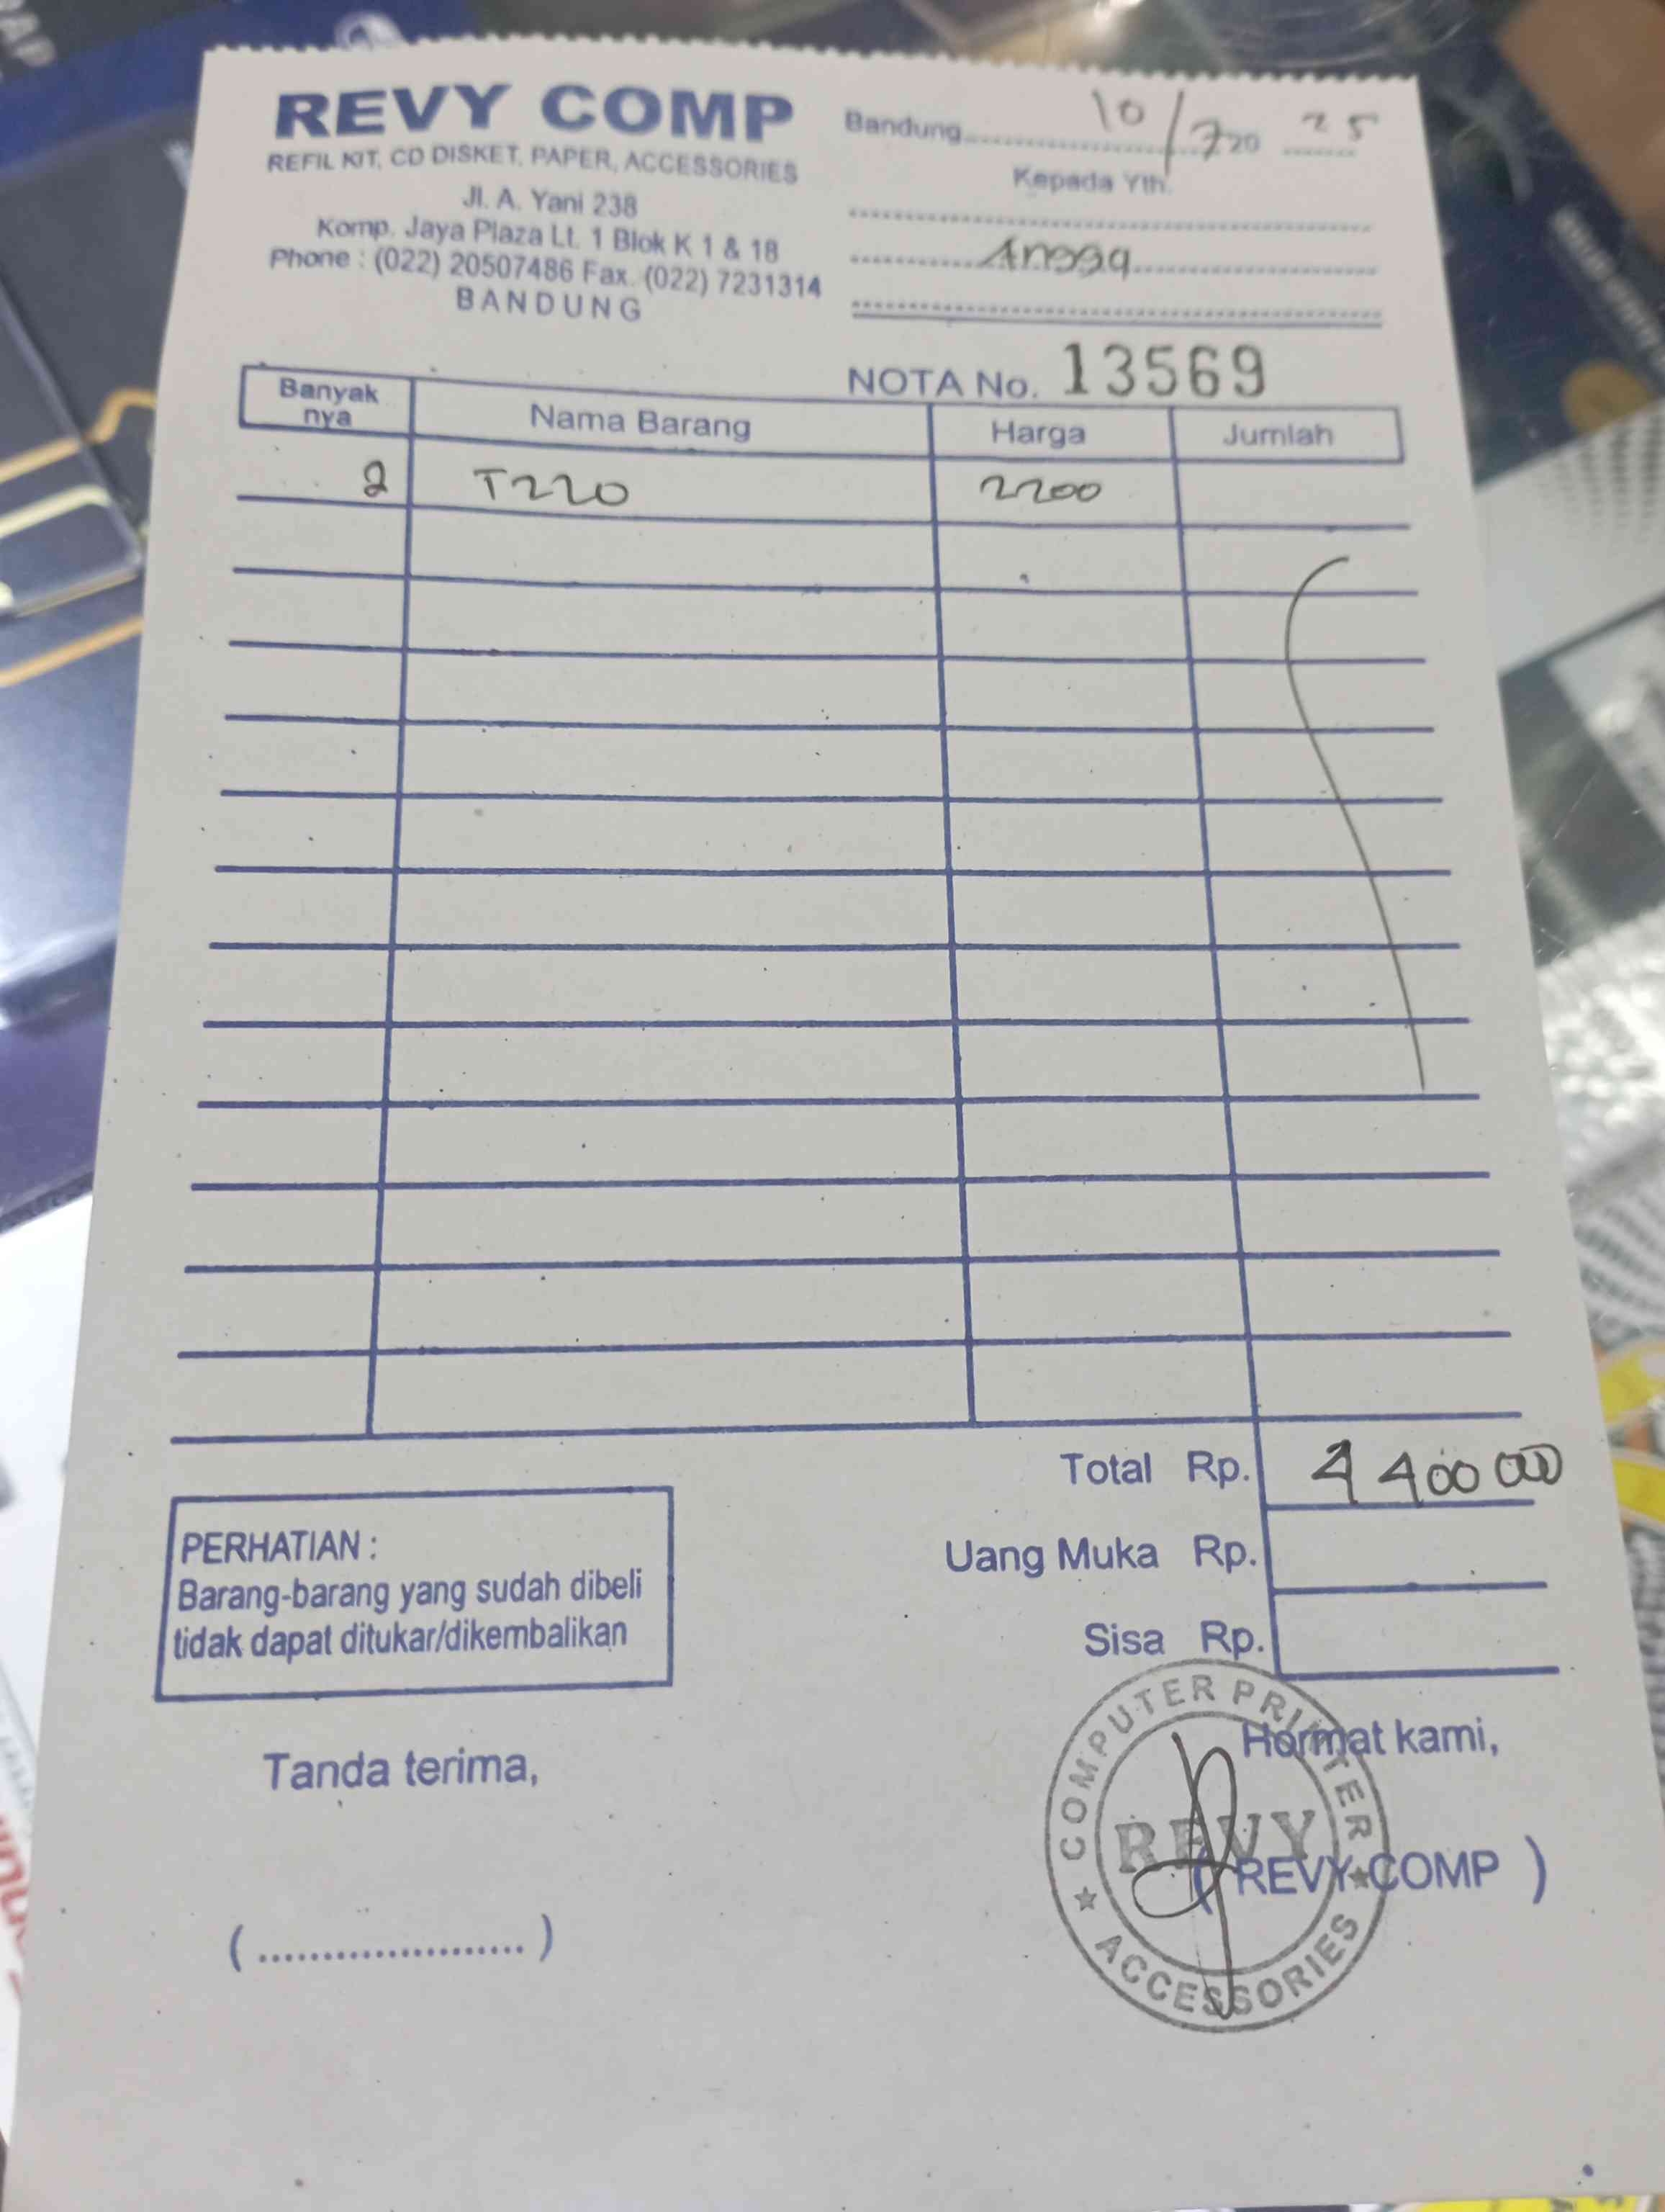 REVY COMP
REFIL KIT, CD DISKET, PAPER, ACCESSORIES
Jl. A. Yani 238
Komp. Jaya Plaza Lt. 1 Blok K 1 & 18
Phone : (022) 20507486 Fax. (022) 7231314
BANDUNG
Bandung, 10/7 20 25
Kepada Yth.
Angga
NOTA No. 13569
Banyak nya Nama Barang Harga Jumlah
2 T220 2200
Total Rp. 4400000
Uang Muka Rp.
Sisa Rp.
PERHATIAN :
Barang-barang yang sudah dibeli
tidak dapat ditukar/dikembalikan
Tanda terima,
(......................)
Hormat kami,
( REVY COMP )
COMPUTER PRINTER
REVY
★ ACCESSORIES ★